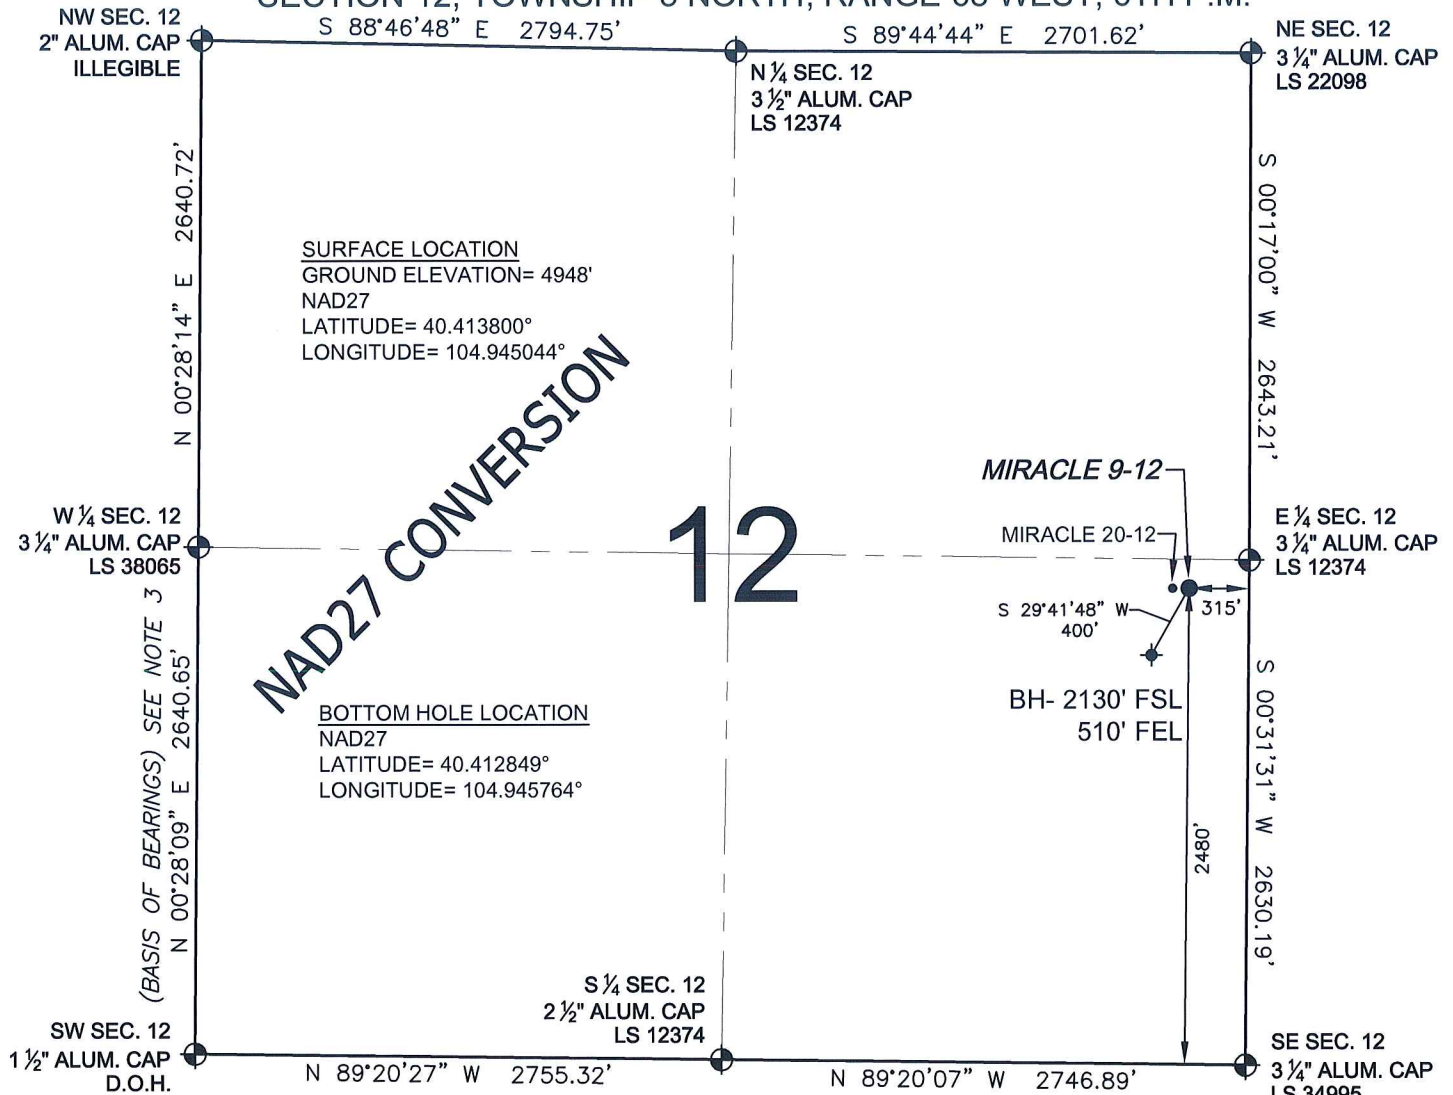 NW SEC. 12
2" ALUM. CAP
ILLEGIBLE
S 88°46'48" E 2794.75'
S 89°44'44" E 2701.62'
NE SEC. 12
3 ¼" ALUM. CAP
LS 22098
N ¼ SEC. 12
3 ½" ALUM. CAP
LS 12374
N 00°28'14" E 2640.72'
S 00°17'00" W 2643.21'
SURFACE LOCATION
GROUND ELEVATION= 4948'
NAD27
LATITUDE= 40.413800°
LONGITUDE= 104.945044°
NAD27 CONVERSION
12
MIRACLE 9-12
MIRACLE 20-12
W ¼ SEC. 12
3 ¼" ALUM. CAP
LS 38065
E ¼ SEC. 12
3 ¼" ALUM. CAP
LS 12374
S 29°41'48" W
400'
315'
BH- 2130' FSL
510' FEL
(BASIS OF BEARINGS) SEE NOTE 3
N 00°28'09" E 2640.65'
BOTTOM HOLE LOCATION
NAD27
LATITUDE= 40.412849°
LONGITUDE= 104.945764°
2480'
S 00°31'31" W 2630.19'
S ¼ SEC. 12
2 ½" ALUM. CAP
LS 12374
SW SEC. 12
1 ½" ALUM. CAP
D.O.H.
N 89°20'27" W 2755.32'
N 89°20'07" W 2746.89'
SE SEC. 12
3 ¼" ALUM. CAP
LS 34995